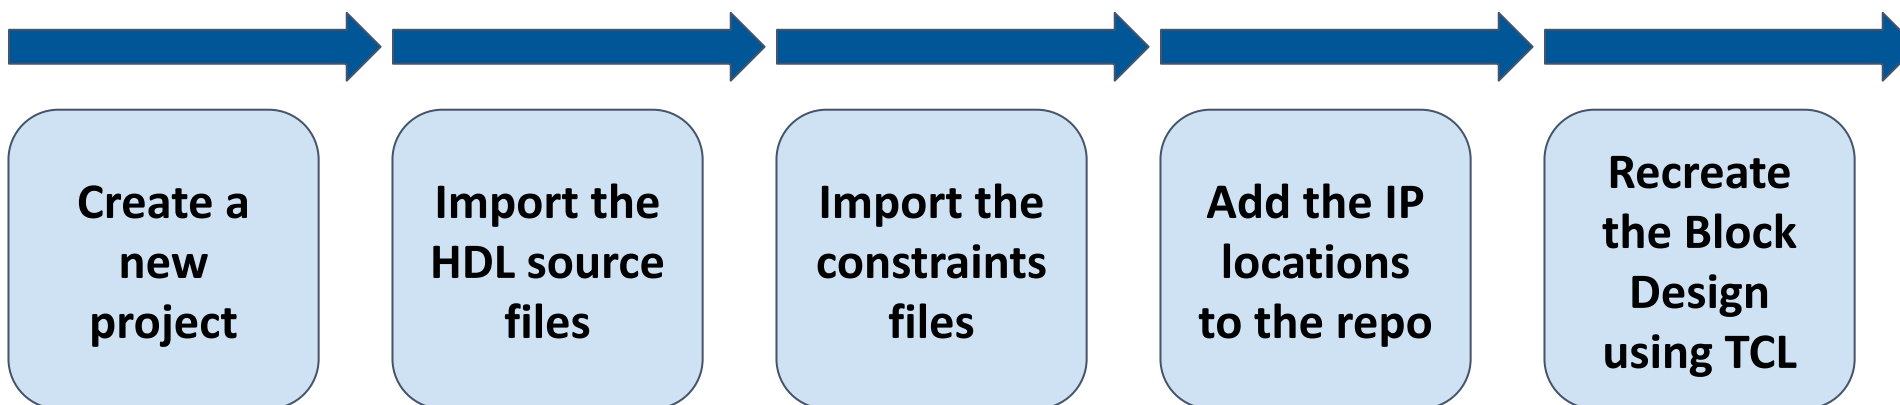 Create a
new
project
Import the
HDL source
files
Import the
constraints
files
Add the IP
locations
to the repo
Recreate
the Block
Design
using TCL